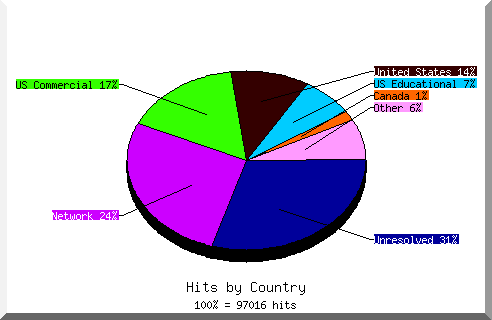 United States 14%
US Commercial 17%
US Educational 7%
Canada 1%
Other 6%
Network 24%
Unresolved 31%
Hits by Country
100% = 97016 hits